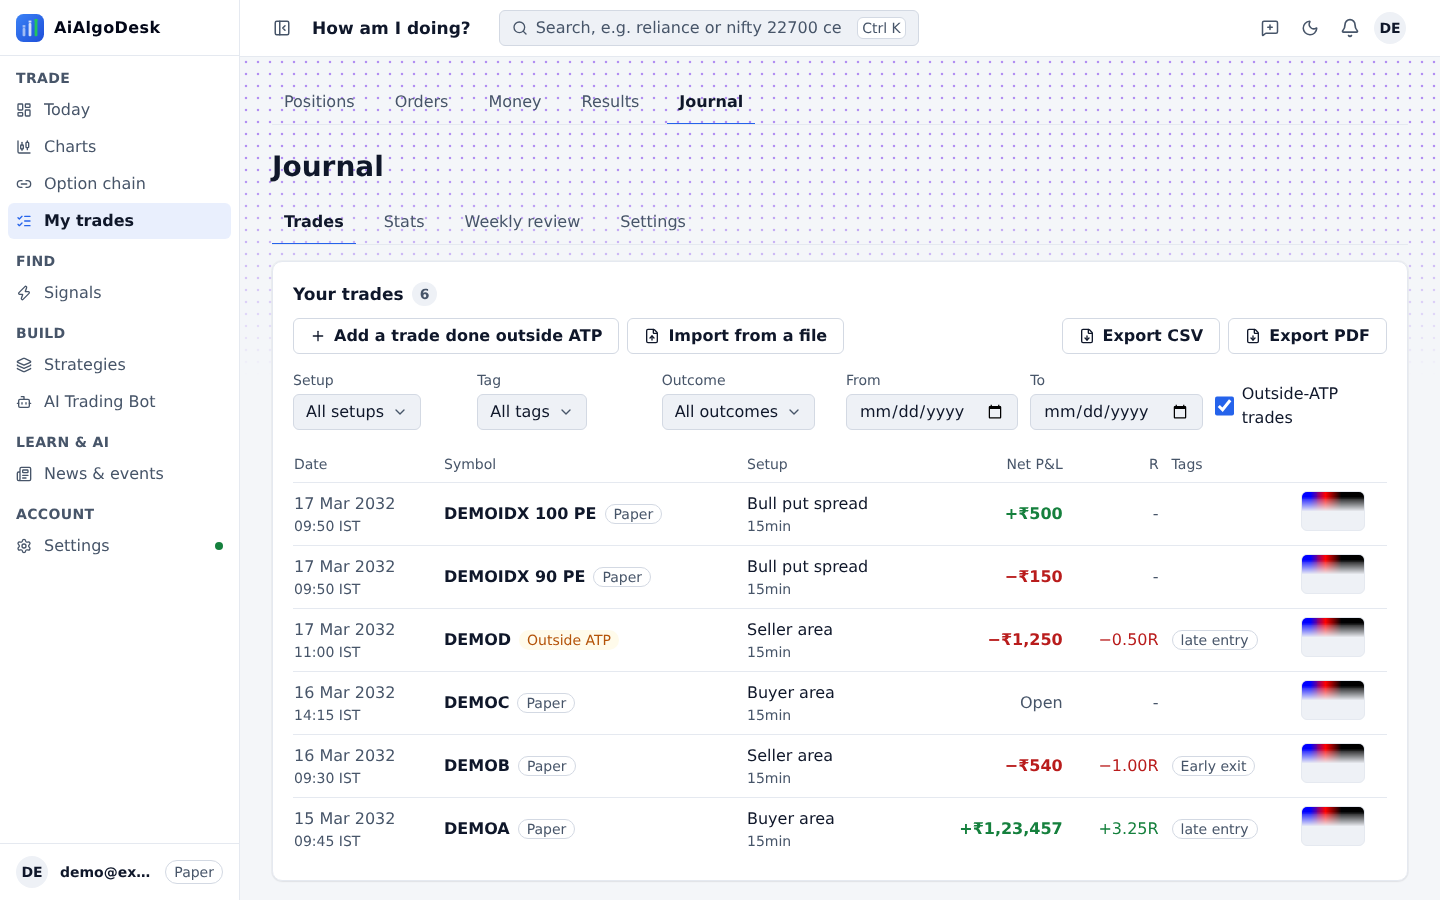 AiAlgoDesk
How am I doing?
Search, e.g. reliance or nifty 22700 ce Ctrl K
DE
TRADE
Today
Charts
Option chain
My trades
FIND
Signals
BUILD
Strategies
AI Trading Bot
LEARN & AI
News & events
ACCOUNT
Settings
DE demo@ex... Paper
Positions Orders Money Results Journal
Journal
Trades Stats Weekly review Settings
Your trades 6
Add a trade done outside ATP Import from a file Export CSV Export PDF
Setup Tag Outcome From To
All setups All tags All outcomes mm/dd/yyyy mm/dd/yyyy Outside-ATP trades
Date Symbol Setup Net P&L R Tags
17 Mar 2032 Bull put spread
DEMOIDX 100 PE Paper +₹500 -
09:50 IST 15min
17 Mar 2032 Bull put spread
DEMOIDX 90 PE Paper −₹150 -
09:50 IST 15min
17 Mar 2032 Seller area
DEMOD Outside ATP −₹1,250 −0.50R late entry
11:00 IST 15min
16 Mar 2032 Buyer area
DEMOC Paper Open -
14:15 IST 15min
16 Mar 2032 Seller area
DEMOB Paper −₹540 −1.00R Early exit
09:30 IST 15min
15 Mar 2032 Buyer area
DEMOA Paper +₹1,23,457 +3.25R late entry
09:45 IST 15min